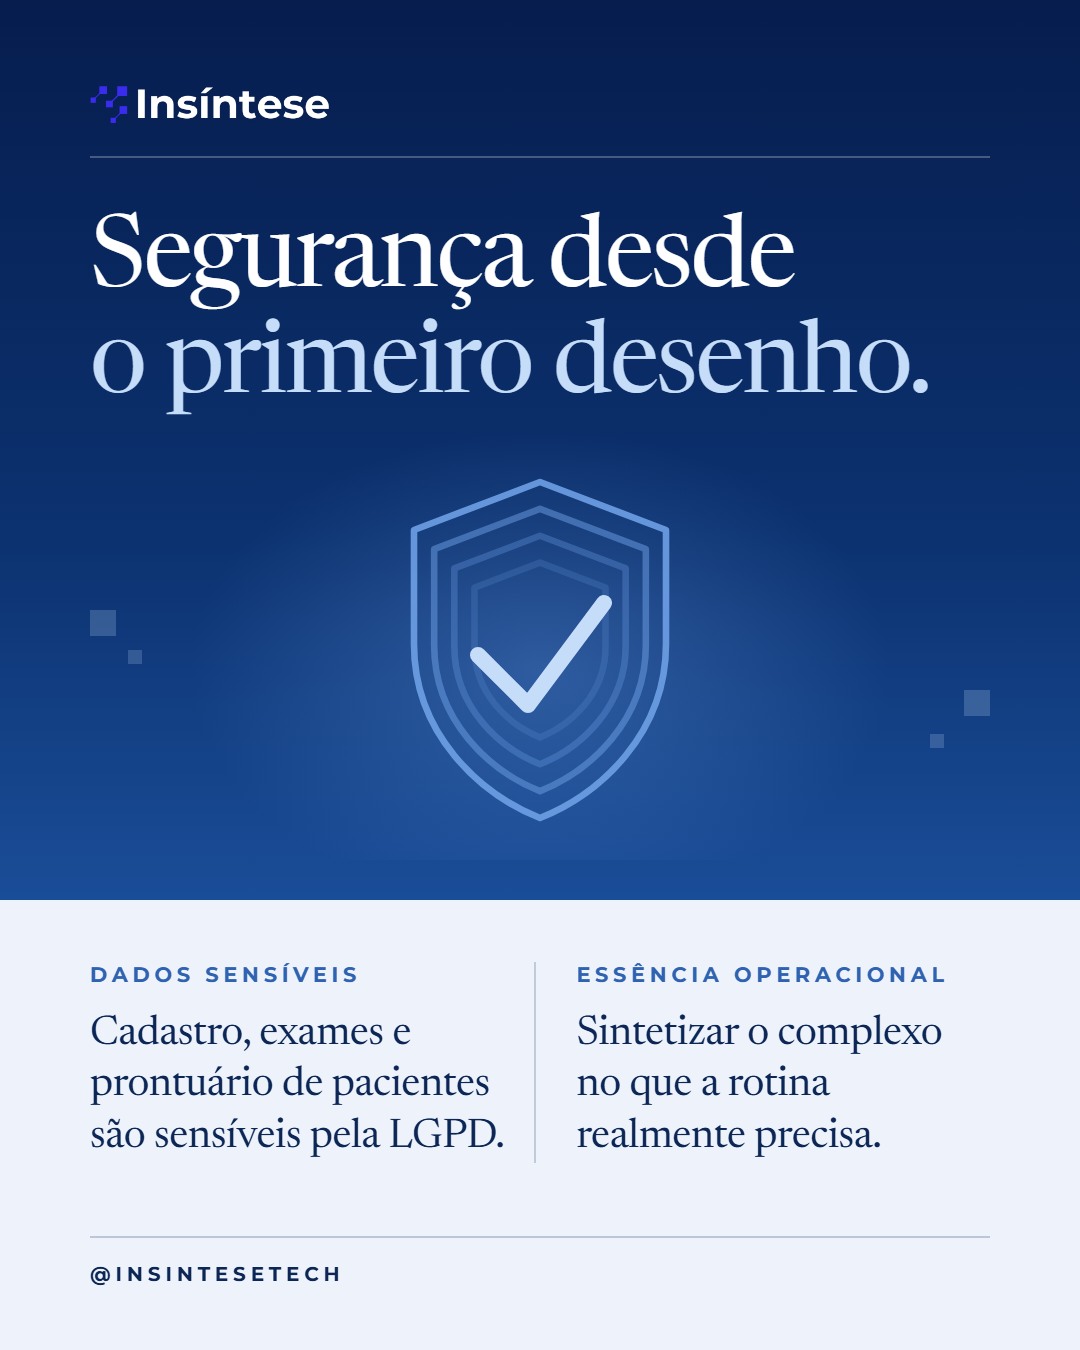 Insíntese
Segurança desde
o primeiro desenho.
DADOS SENSÍVEIS
Cadastro, exames e
prontuário de pacientes
são sensíveis pela LGPD.
ESSÊNCIA OPERACIONAL
Sintetizar o complexo
no que a rotina
realmente precisa.
@INSINTESETECH